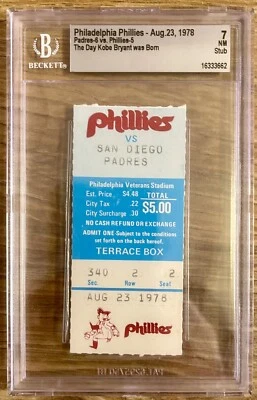 BECKETT
Philadelphia Phillies - Aug.23, 1978
Padres-6 vs. Phillies-5
The Day Kobe Bryant was Born
7
NM
Stub
16333662
phillies
VS
SAN DIEGO
PADRES
Philadelphia Veterans Stadium
Est. Price $4.48 TOTAL
City Tax .22 $5.00
City Surcharge .30
NO CASH REFUND OR EXCHANGE
ADMIT ONE-Subject to the conditions
set forth on the back hereof.
TERRACE BOX
340 2 2
Sec. Row Seat
AUG 23 1978
phillies